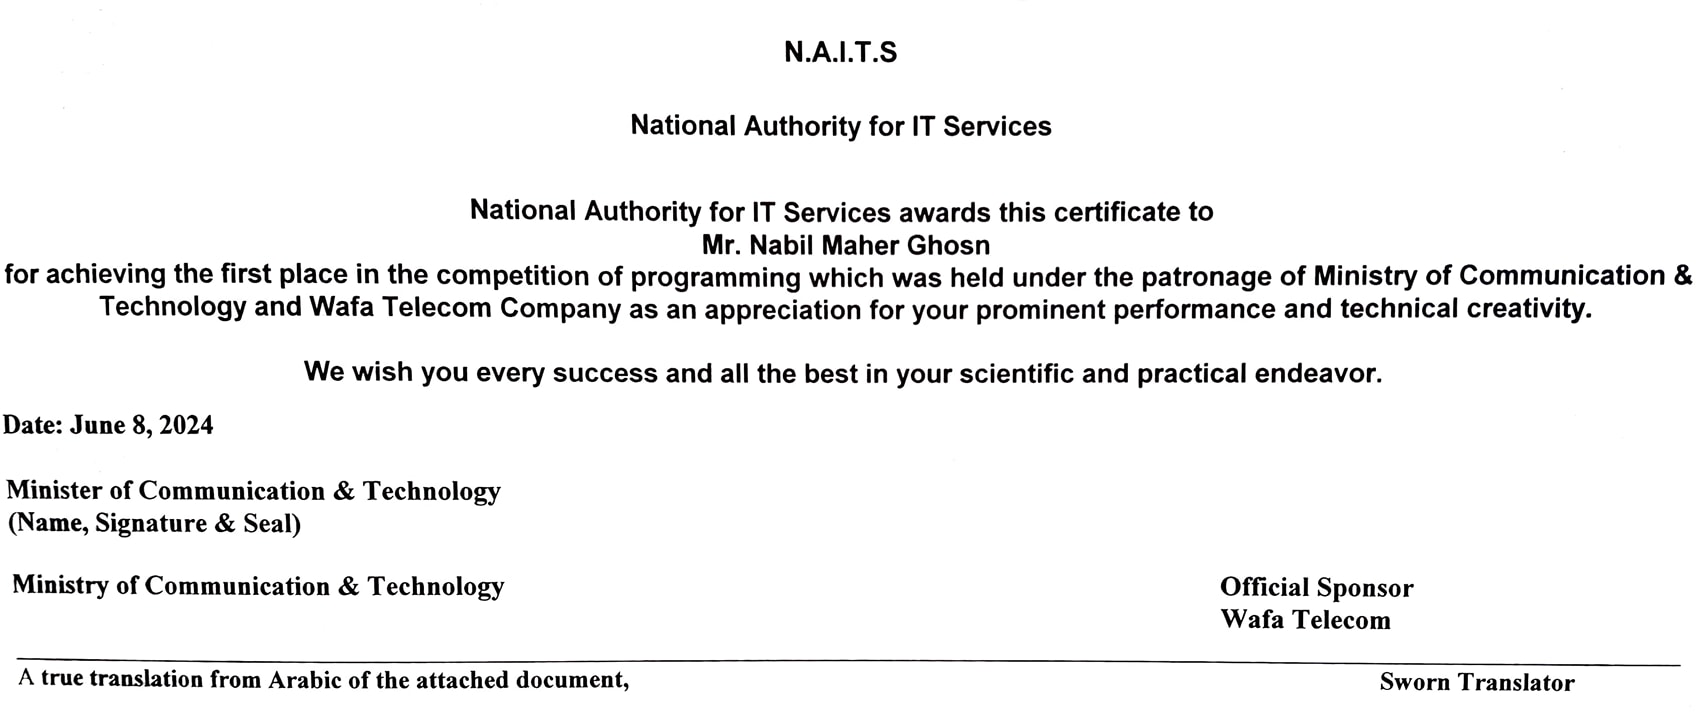 N.A.I.T.S
National Authority for IT Services
National Authority for IT Services awards this certificate to
Mr. Nabil Maher Ghosn
for achieving the first place in the competition of programming which was held under the patronage of Ministry of Communication &
Technology and Wafa Telecom Company as an appreciation for your prominent performance and technical creativity.
We wish you every success and all the best in your scientific and practical endeavor.
Date: June 8, 2024
Minister of Communication & Technology
(Name, Signature & Seal)
Ministry of Communication & Technology
Official Sponsor
Wafa Telecom
A true translation from Arabic of the attached document,
Sworn Translator